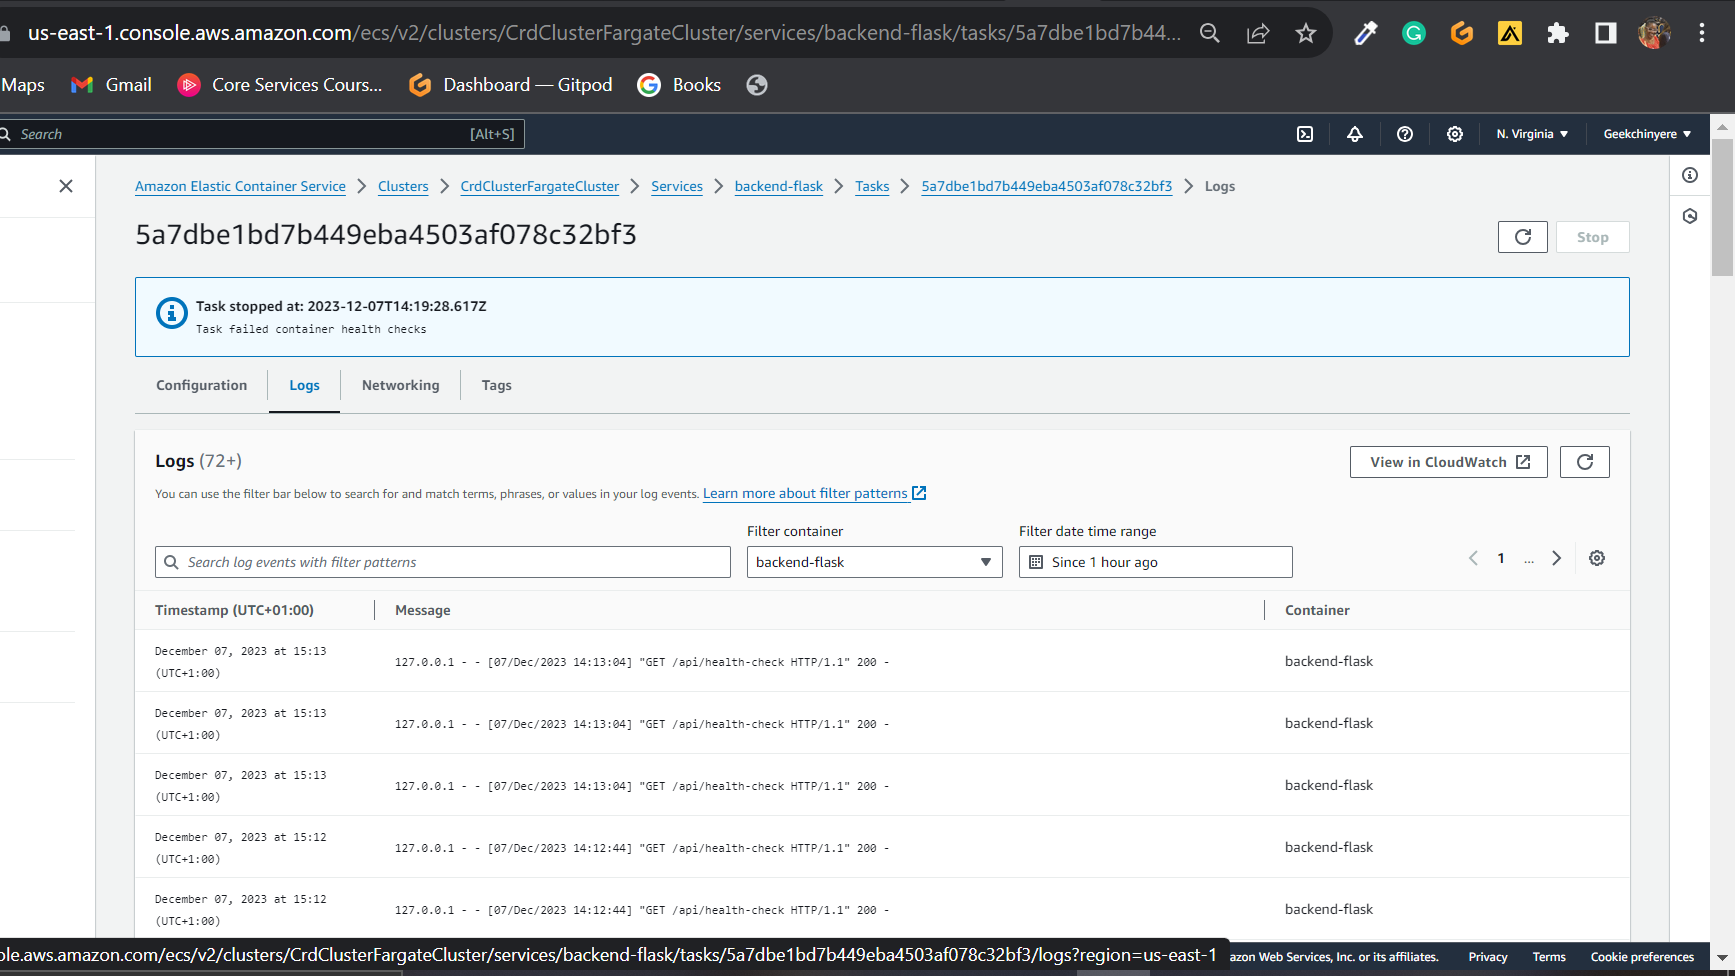 us-east-1.console.aws.amazon.com/ecs/v2/clusters/CrdClusterFargateCluster/services/backend-flask/tasks/5a7dbe1bd7b44...
Maps Gmail Core Services Cours... Dashboard — Gitpod Books
Search [Alt+S] N. Virginia Geekchinyere
Amazon Elastic Container Service Clusters CrdClusterFargateCluster Services backend-flask Tasks 5a7dbe1bd7b449eba4503af078c32bf3 Logs
5a7dbe1bd7b449eba4503af078c32bf3
Stop
Task stopped at: 2023-12-07T14:19:28.617Z
Task failed container health checks
Configuration Logs Networking Tags
Logs (72+)
View in CloudWatch
You can use the filter bar below to search for and match terms, phrases, or values in your log events. Learn more about filter patterns
Filter container Filter date time range
Search log events with filter patterns backend-flask Since 1 hour ago 1 ...
Timestamp (UTC+01:00) Message Container
December 07, 2023 at 15:13
(UTC+1:00)
127.0.0.1 - - [07/Dec/2023 14:13:04] "GET /api/health-check HTTP/1.1" 200 - backend-flask
December 07, 2023 at 15:13
(UTC+1:00)
127.0.0.1 - - [07/Dec/2023 14:13:04] "GET /api/health-check HTTP/1.1" 200 - backend-flask
December 07, 2023 at 15:13
(UTC+1:00)
127.0.0.1 - - [07/Dec/2023 14:13:04] "GET /api/health-check HTTP/1.1" 200 - backend-flask
December 07, 2023 at 15:12
(UTC+1:00)
127.0.0.1 - - [07/Dec/2023 14:12:44] "GET /api/health-check HTTP/1.1" 200 - backend-flask
December 07, 2023 at 15:12
(UTC+1:00)
127.0.0.1 - - [07/Dec/2023 14:12:44] "GET /api/health-check HTTP/1.1" 200 - backend-flask
ole.aws.amazon.com/ecs/v2/clusters/CrdClusterFargateCluster/services/backend-flask/tasks/5a7dbe1bd7b449eba4503af078c32bf3/logs?region=us-east-1
azon Web Services, Inc. or its affiliates. Privacy Terms Cookie preferences